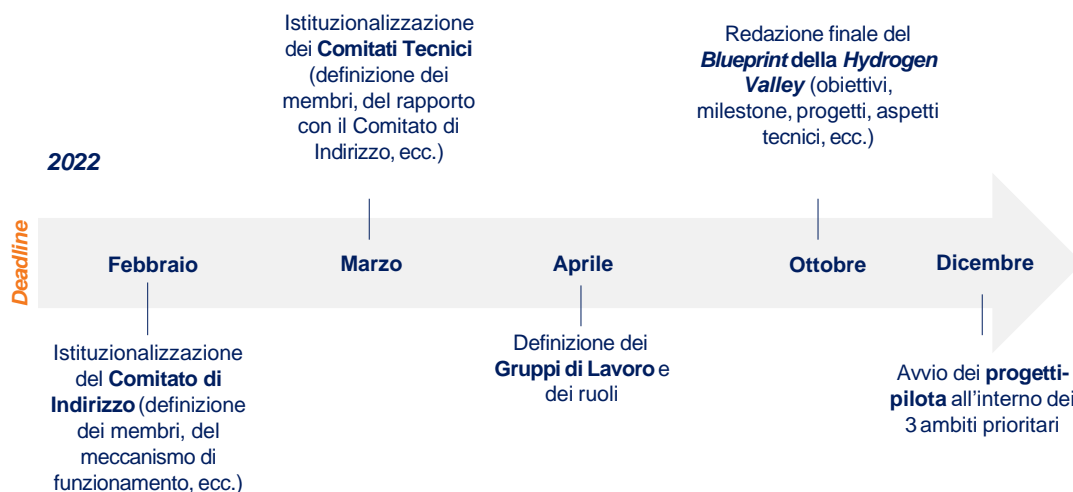 Istituzionalizzazione
dei Comitati Tecnici
(definizione dei
membri, del rapporto
con il Comitato di
Indirizzo, ecc.)
Redazione finale del
Blueprint della Hydrogen
Valley (obiettivi,
milestone, progetti, aspetti
tecnici, ecc.)
2022
Deadline
Febbraio
Marzo
Aprile
Ottobre
Dicembre
Istituzionalizzazione
del Comitato di
Indirizzo (definizione
dei membri, del
meccanismo di
funzionamento, ecc.)
Definizione dei
Gruppi di Lavoro e
dei ruoli
Avvio dei progetti-
pilota all'interno dei
3 ambiti prioritari